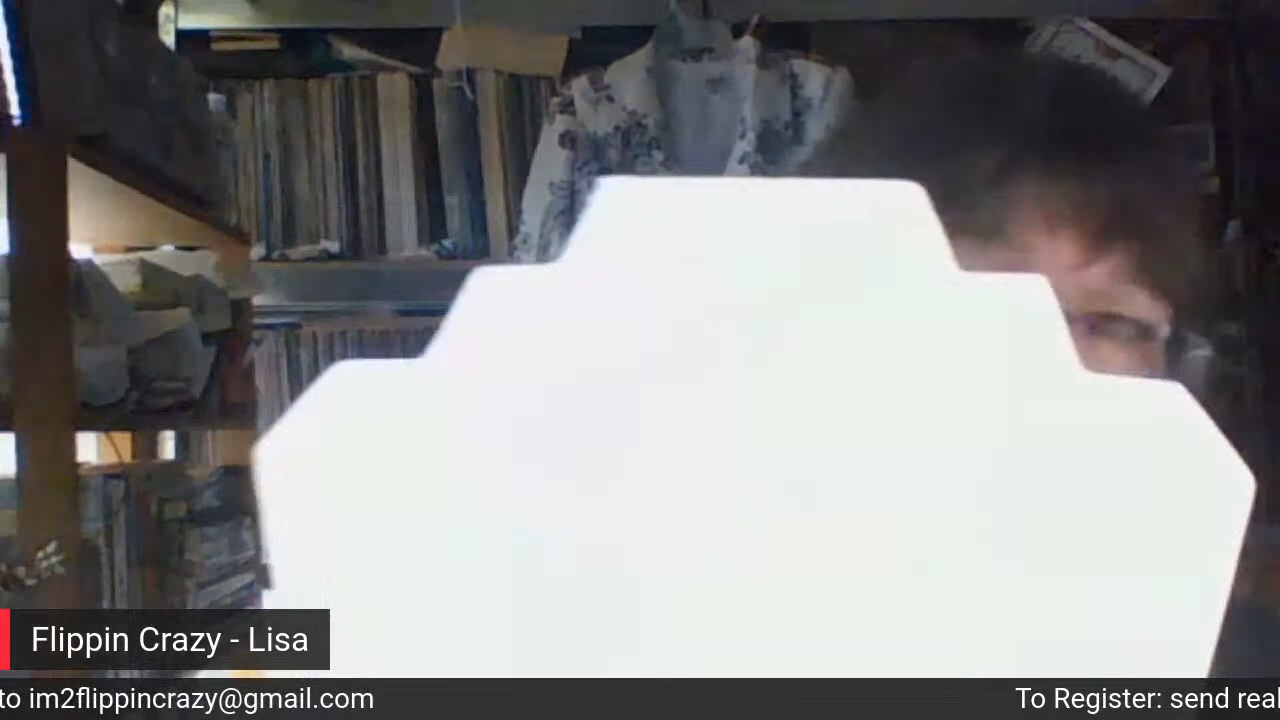 Flippin Crazy - Lisa
to im2flippincrazy@gmail.com
To Register: send real